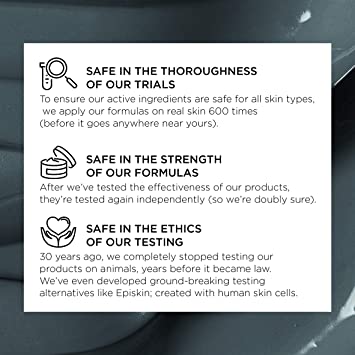 SAFE IN THE THOROUGHNESS
OF OUR TRIALS
To ensure our active ingredients are safe for all skin types,
we apply our formulas on real skin 600 times
(before it goes anywhere near yours).
SAFE IN THE STRENGTH
OF OUR FORMULAS
After we've tested the effectiveness of our products,
they're tested again independently (so we're doubly sure).
SAFE IN THE ETHICS
OF OUR TESTING
30 years ago, we completely stopped testing our
products on animals, years before it became law.
We've even developed ground-breaking testing
alternatives like Episkin; created with human skin cells.